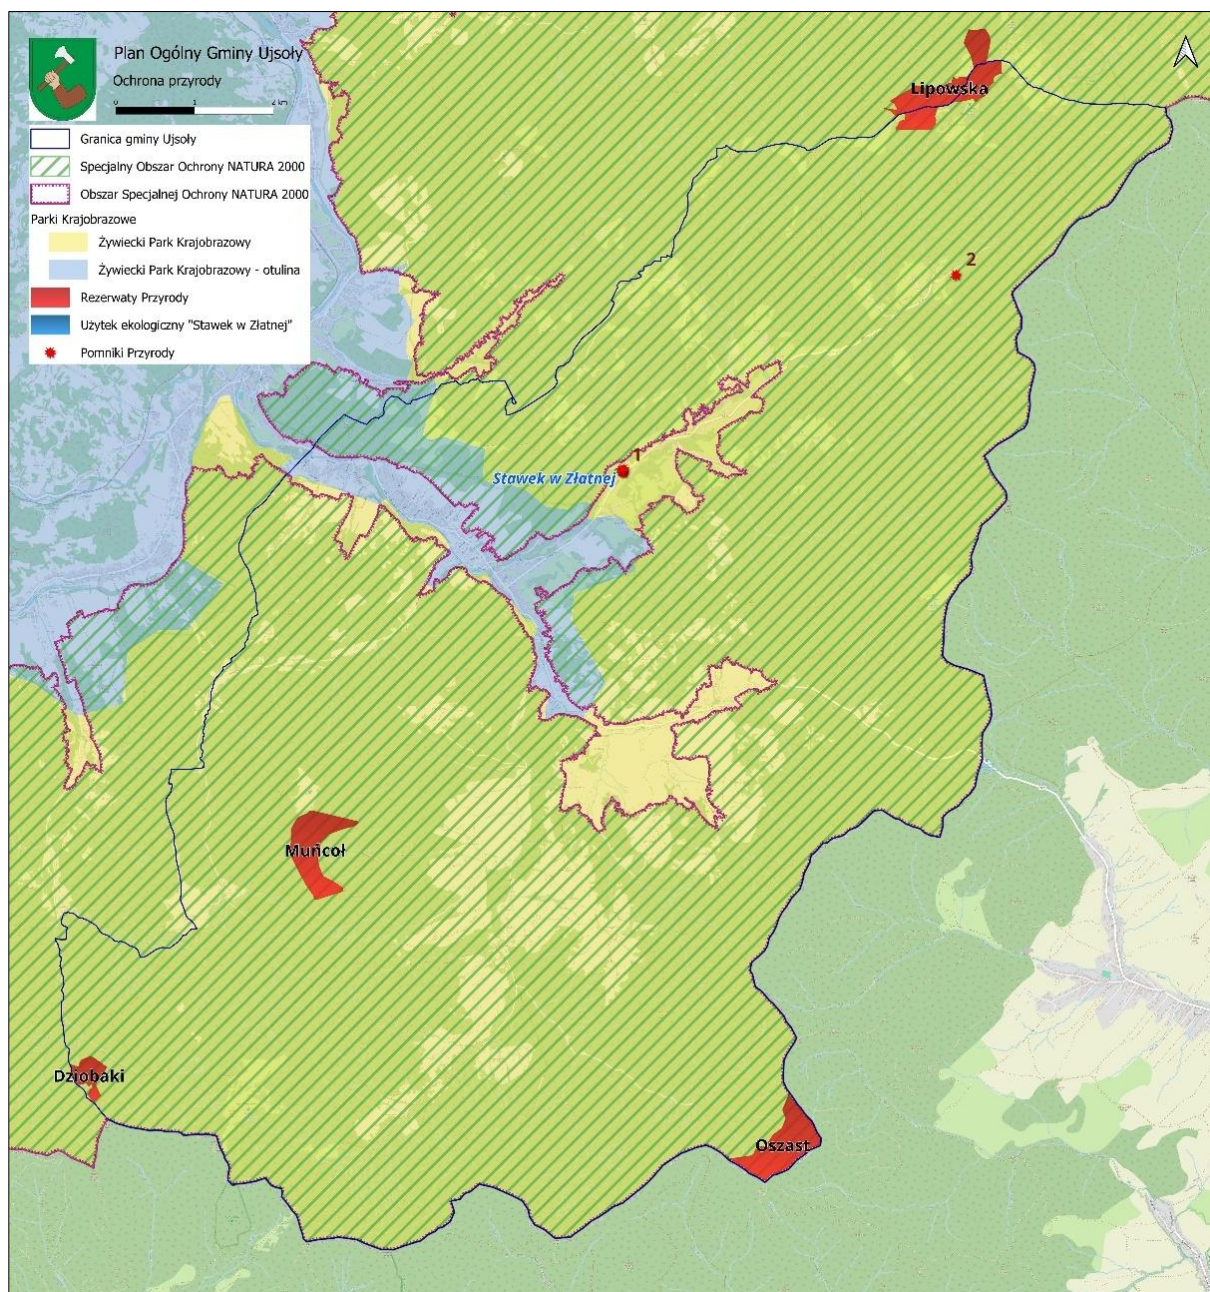 Plan Ogólny Gminy Ujsoły
Ochrona przyrody
0 1 2 km
Granica gminy Ujsoły
Specjalny Obszar Ochrony NATURA 2000
Obszar Specjalnej Ochrony NATURA 2000
Parki Krajobrazowe
Żywiecki Park Krajobrazowy
Żywiecki Park Krajobrazowy - otulina
Rezerwaty Przyrody
Użytek ekologiczny "Stawek w Złatnej"
Pomniki Przyrody
Lipowska
2
1
Stawek w Złatnej
Muńcoł
Dziobaki
Oszast